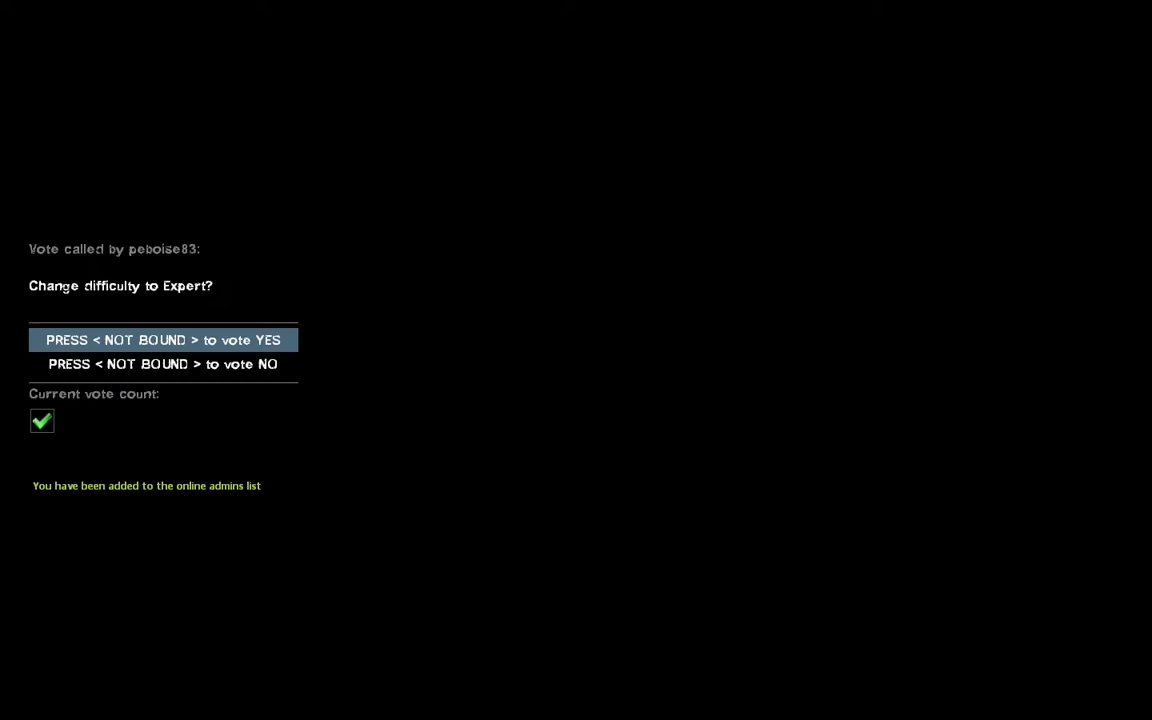 Vote called by peboise83:
Change difficulty to Expert?
PRESS < NOT BOUND > to vote YES
PRESS < NOT BOUND > to vote NO
Current vote count:
You have been added to the online admins list